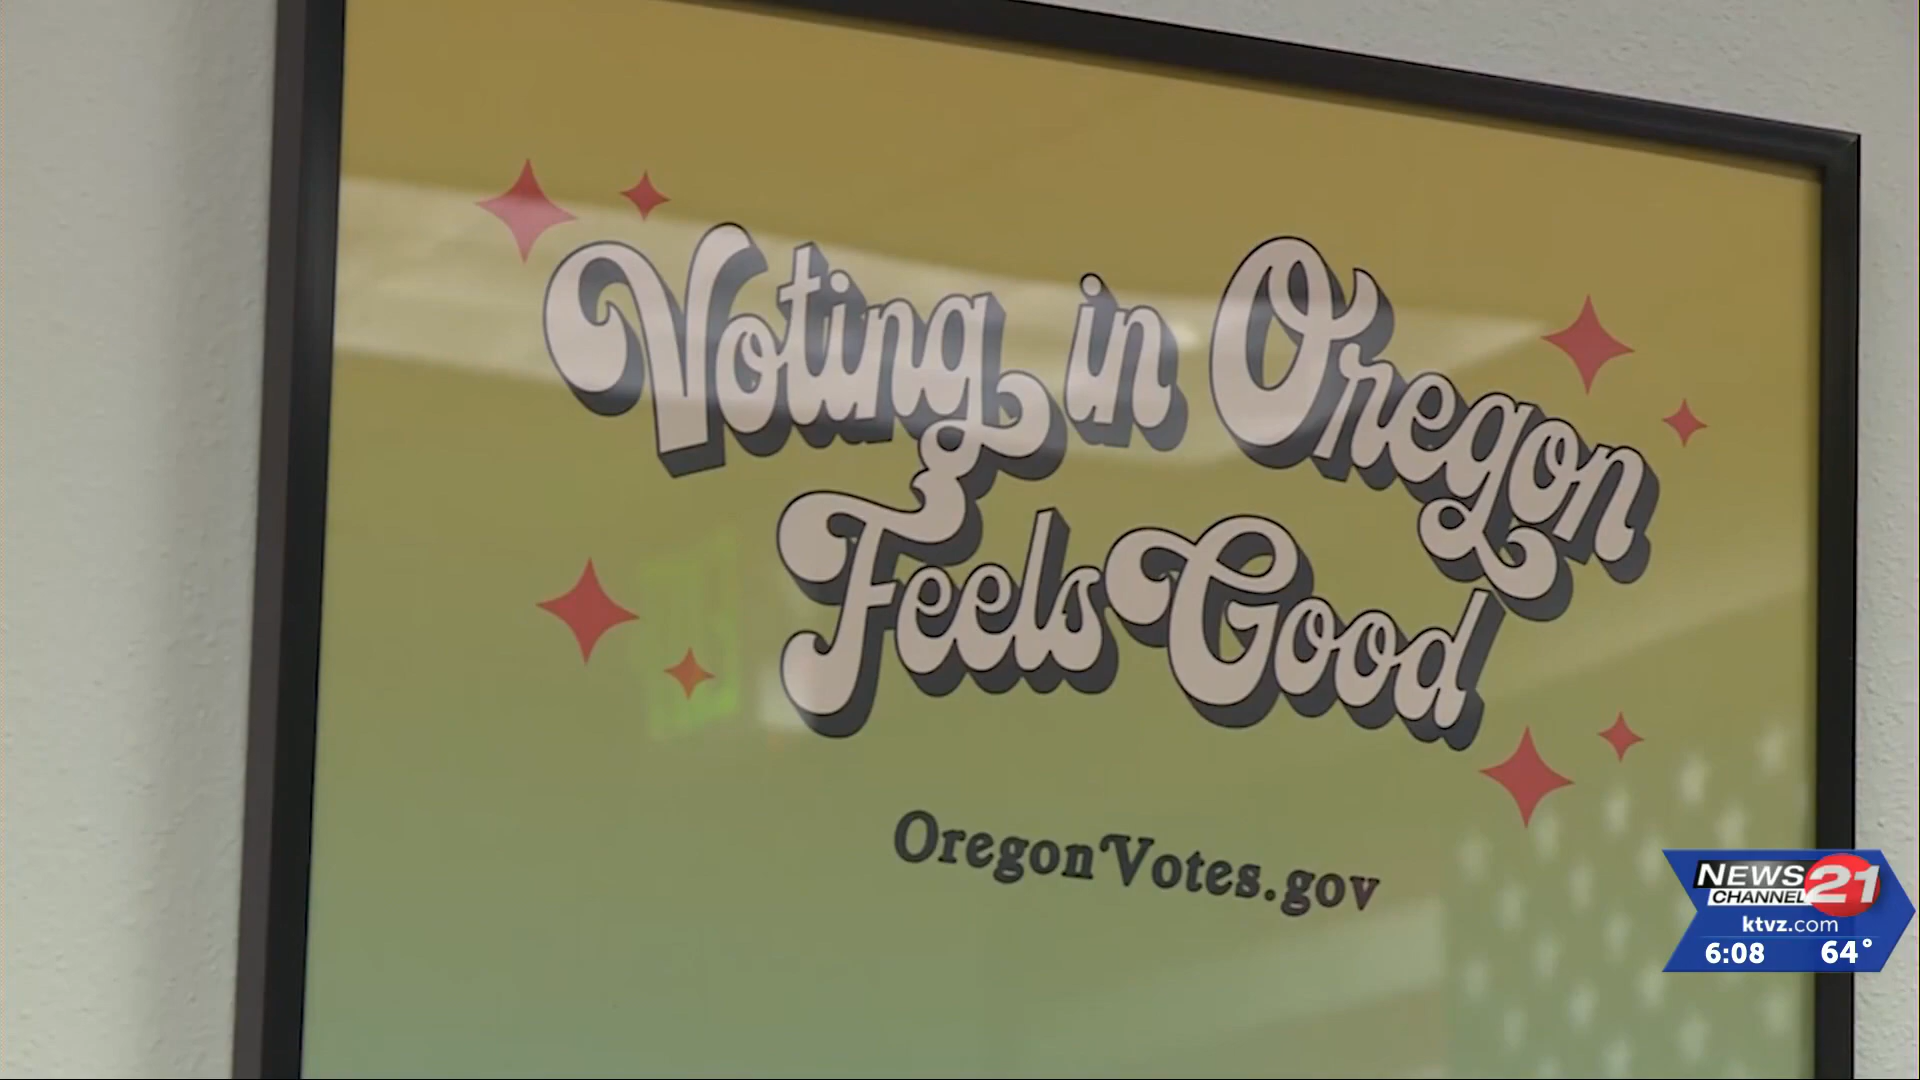 Voting in Oregon
Feels Good
OregonVotes.gov
NEWS
CHANNEL 21
ktvz.com
6:08 64°